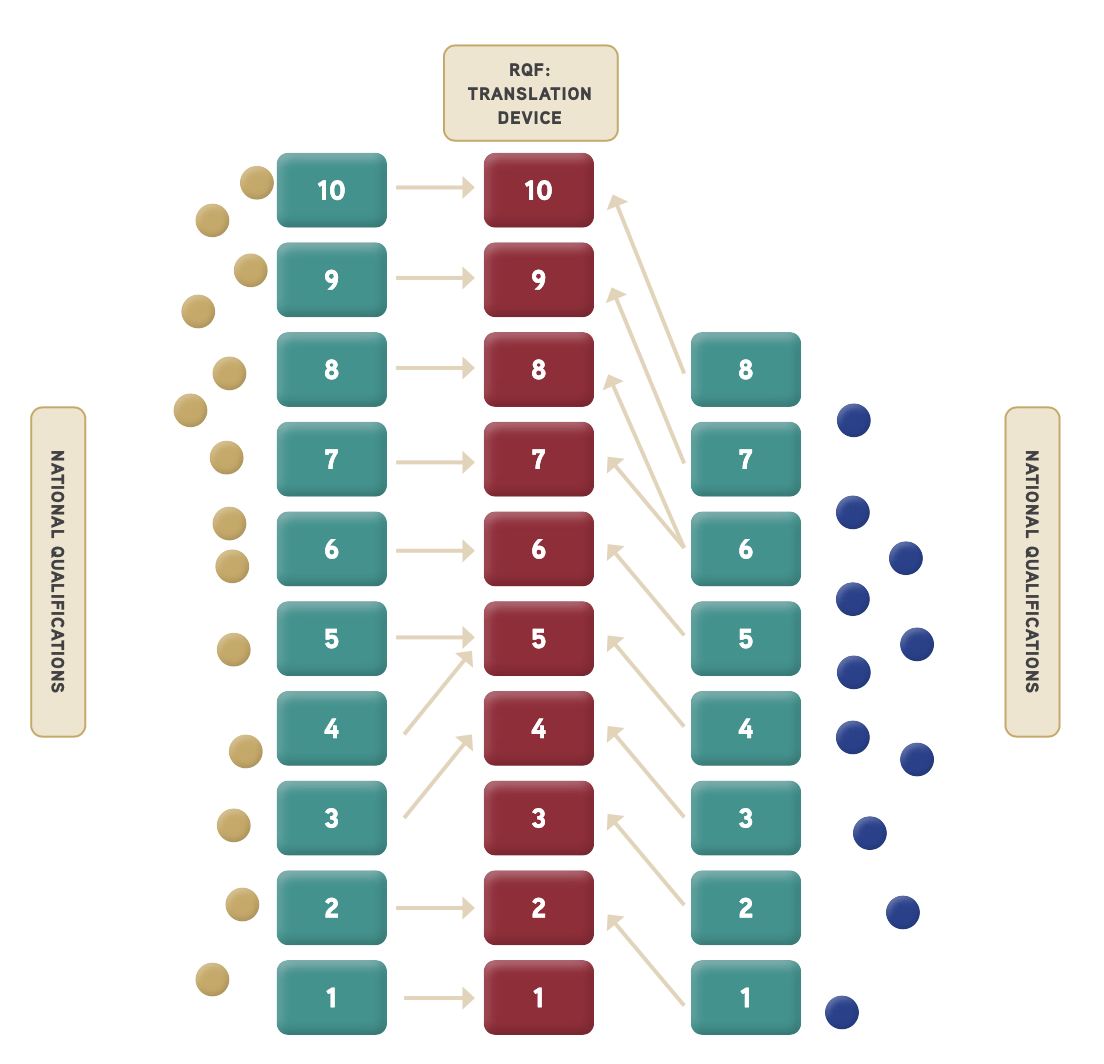 RQF:
TRANSLATION
DEVICE
10 10
9 9
8 8 8
7 7 7
6 6 6
5 5 5
4 4 4
3 3 3
2 2 2
1 1 1
NATIONAL QUALIFICATIONS
NATIONAL QUALIFICATIONS